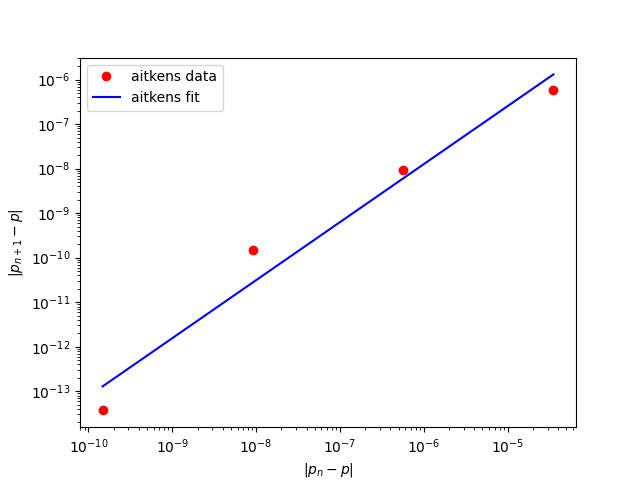 aitkens data
aitkens fit
10⁻⁶
10⁻⁷
10⁻⁸
10⁻⁹
10⁻¹⁰
10⁻¹¹
10⁻¹²
10⁻¹³
|pₙ₊₁ − p|
10⁻¹⁰ 10⁻⁹ 10⁻⁸ 10⁻⁷ 10⁻⁶ 10⁻⁵
|pₙ − p|